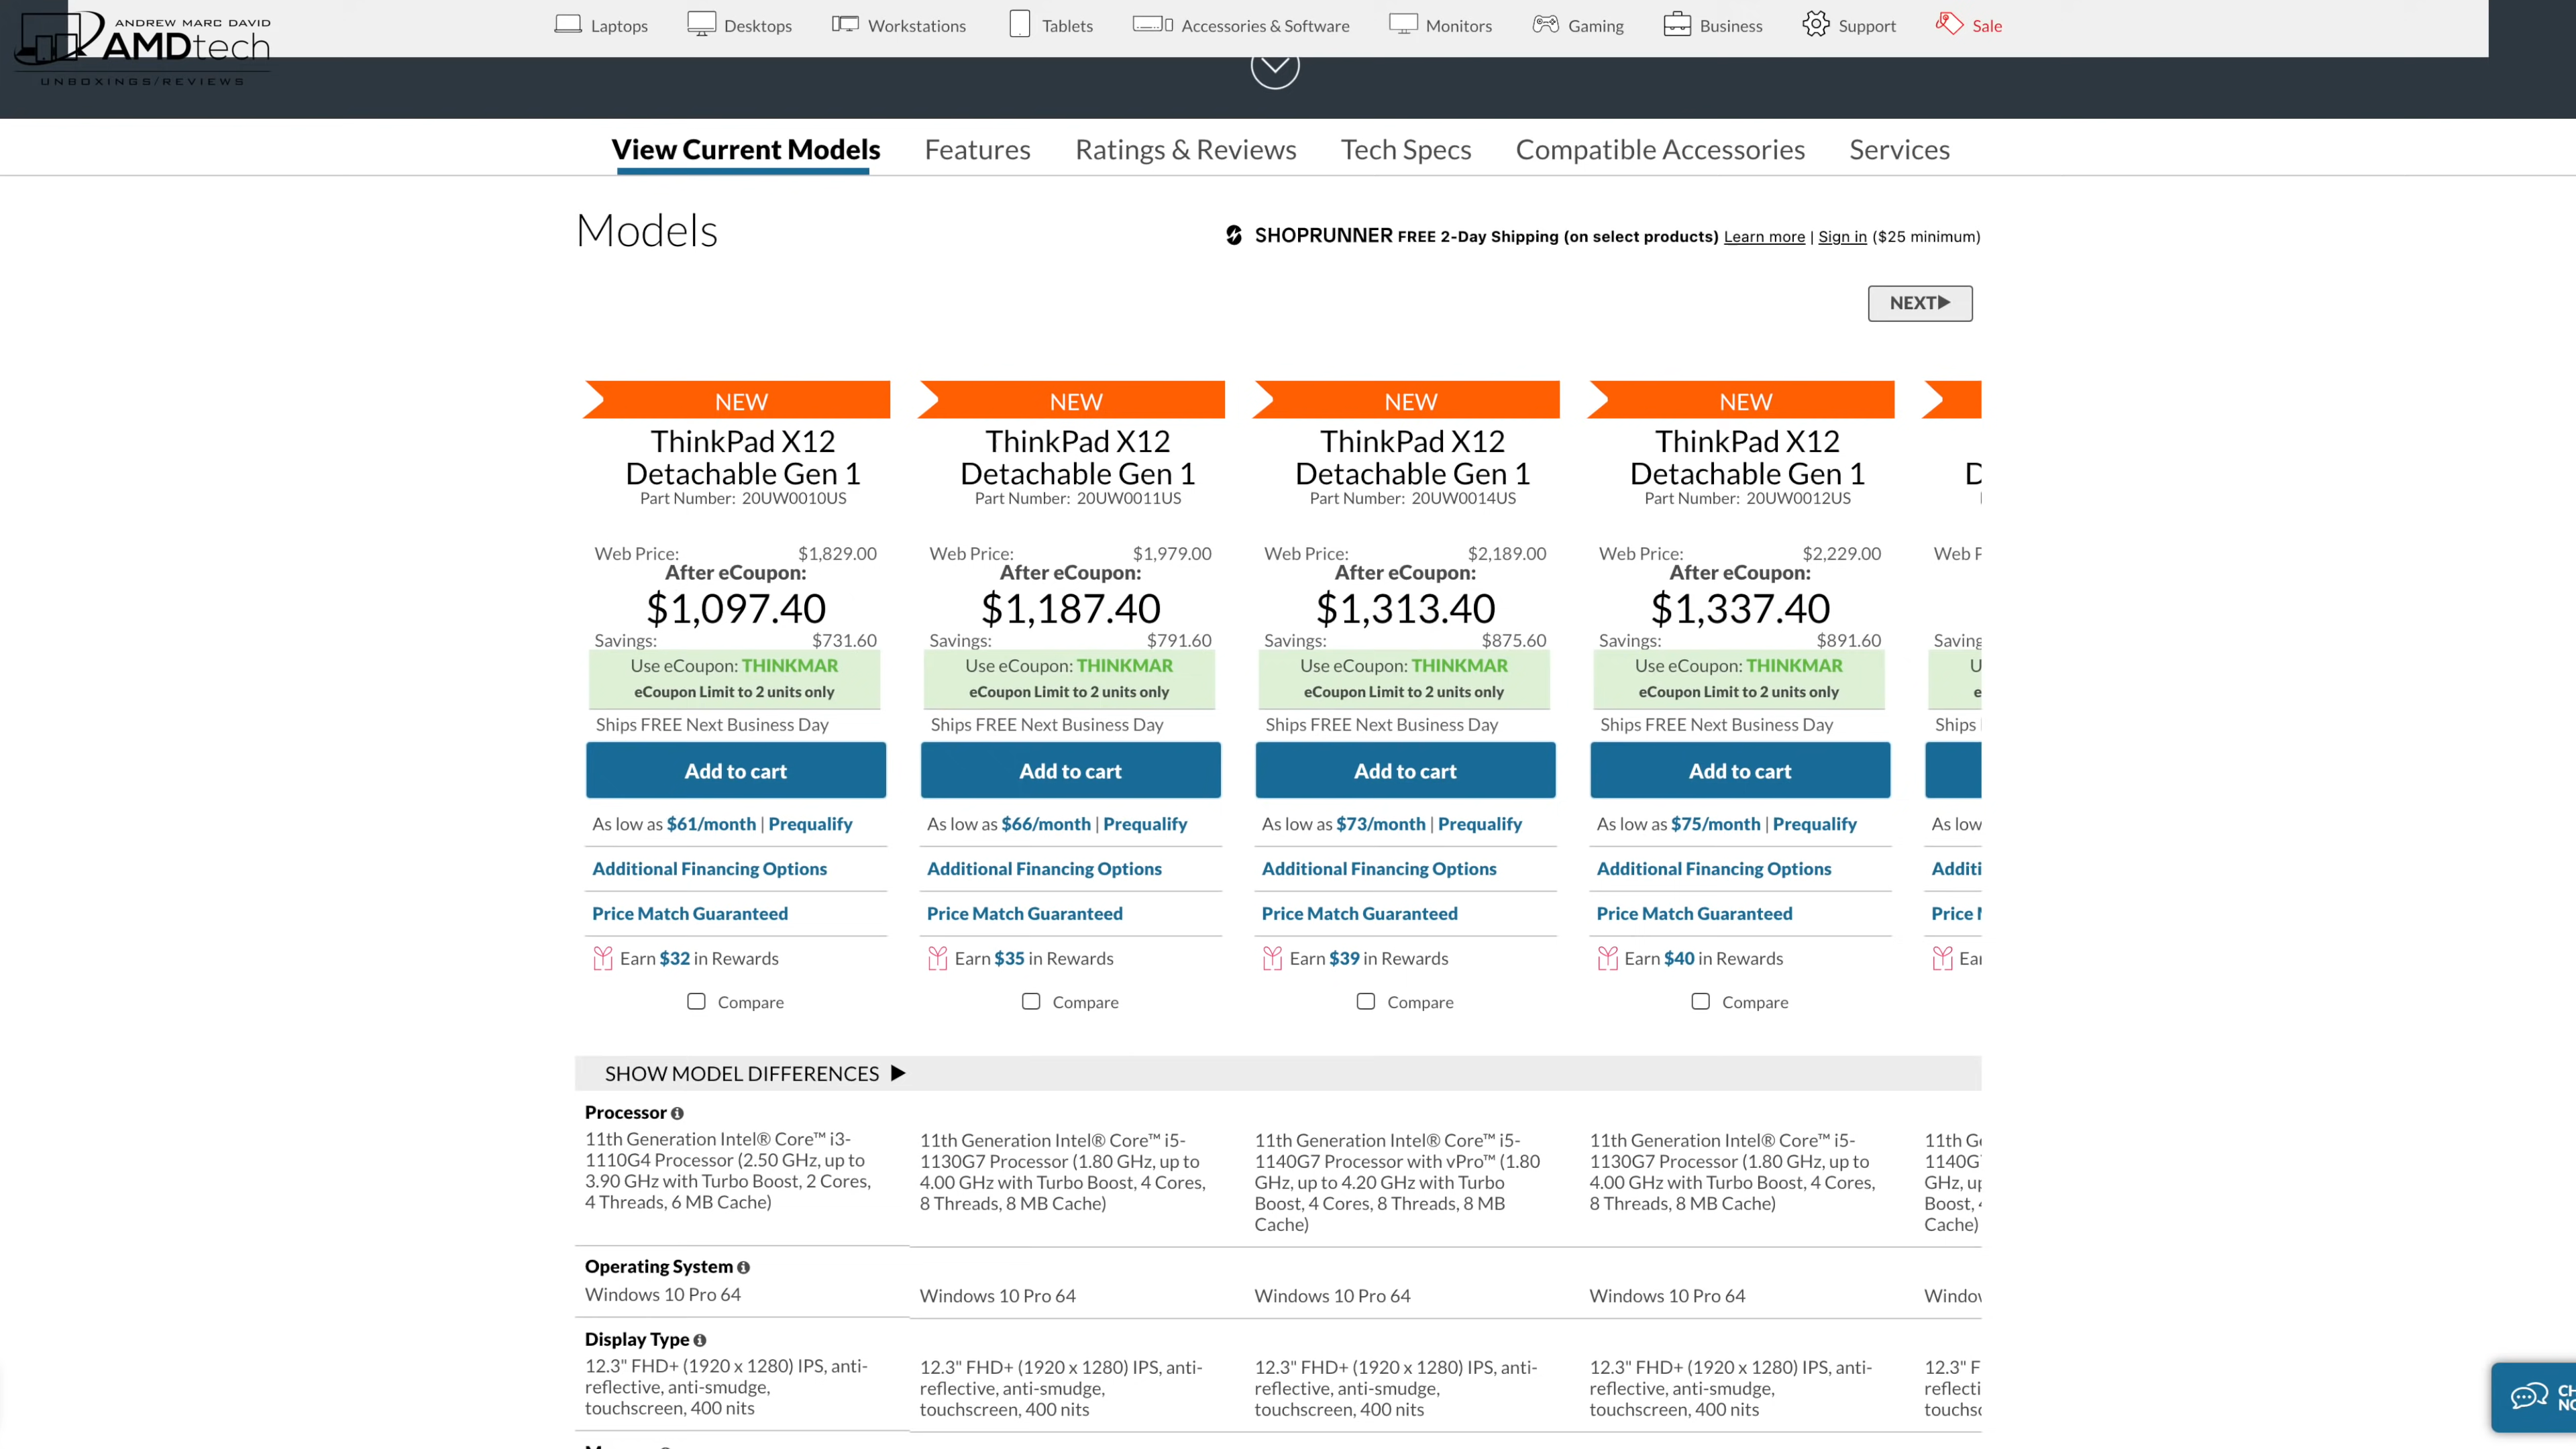 ANDREW MARC DAVID
AMDtech
UNBOXINGS/REVIEWS
Laptops Desktops Workstations Tablets Accessories & Software Monitors Gaming Business Support Sale
View Current Models Features Ratings & Reviews Tech Specs Compatible Accessories Services
Models
SHOPRUNNER FREE 2-Day Shipping (on select products) Learn more | Sign in ($25 minimum)
NEXT▶
NEW NEW NEW NEW
ThinkPad X12 ThinkPad X12 ThinkPad X12 ThinkPad X12
Detachable Gen 1 Detachable Gen 1 Detachable Gen 1 Detachable Gen 1 D
Part Number: 20UW0010US Part Number: 20UW0011US Part Number: 20UW0014US Part Number: 20UW0012US
Web Price: $1,829.00 Web Price: $1,979.00 Web Price: $2,189.00 Web Price: $2,229.00 Web P
After eCoupon: After eCoupon: After eCoupon: After eCoupon:
$1,097.40 $1,187.40 $1,313.40 $1,337.40
Savings: $731.60 Savings: $791.60 Savings: $875.60 Savings: $891.60 Saving
Use eCoupon: THINKMAR Use eCoupon: THINKMAR Use eCoupon: THINKMAR Use eCoupon: THINKMAR U
eCoupon Limit to 2 units only eCoupon Limit to 2 units only eCoupon Limit to 2 units only eCoupon Limit to 2 units only e
Ships FREE Next Business Day Ships FREE Next Business Day Ships FREE Next Business Day Ships FREE Next Business Day Ships
Add to cart Add to cart Add to cart Add to cart
As low as $61/month | Prequalify As low as $66/month | Prequalify As low as $73/month | Prequalify As low as $75/month | Prequalify As low
Additional Financing Options Additional Financing Options Additional Financing Options Additional Financing Options Additi
Price Match Guaranteed Price Match Guaranteed Price Match Guaranteed Price Match Guaranteed Price
Earn $32 in Rewards Earn $35 in Rewards Earn $39 in Rewards Earn $40 in Rewards Ear
Compare Compare Compare Compare
SHOW MODEL DIFFERENCES ▶
Processor
11th Generation Intel® Core™ i3- 11th Generation Intel® Core™ i5- 11th Generation Intel® Core™ i5- 11th Generation Intel® Core™ i5- 11th Ge
1110G4 Processor (2.50 GHz, up to 1130G7 Processor (1.80 GHz, up to 1140G7 Processor with vPro™ (1.80 1130G7 Processor (1.80 GHz, up to 1140G7
3.90 GHz with Turbo Boost, 2 Cores, 4.00 GHz with Turbo Boost, 4 Cores, GHz, up to 4.20 GHz with Turbo 4.00 GHz with Turbo Boost, 4 Cores, GHz, up
4 Threads, 6 MB Cache) 8 Threads, 8 MB Cache) Boost, 4 Cores, 8 Threads, 8 MB 8 Threads, 8 MB Cache) Boost, 4
Cache) Cache)
Operating System
Windows 10 Pro 64 Windows 10 Pro 64 Windows 10 Pro 64 Windows 10 Pro 64 Window
Display Type
12.3" FHD+ (1920 x 1280) IPS, anti- 12.3" FHD+ (1920 x 1280) IPS, anti- 12.3" FHD+ (1920 x 1280) IPS, anti- 12.3" FHD+ (1920 x 1280) IPS, anti- 12.3" F
reflective, anti-smudge, reflective, anti-smudge, reflective, anti-smudge, reflective, anti-smudge, reflecti
touchscreen, 400 nits touchscreen, 400 nits touchscreen, 400 nits touchscreen, 400 nits touchsc
CH
NO